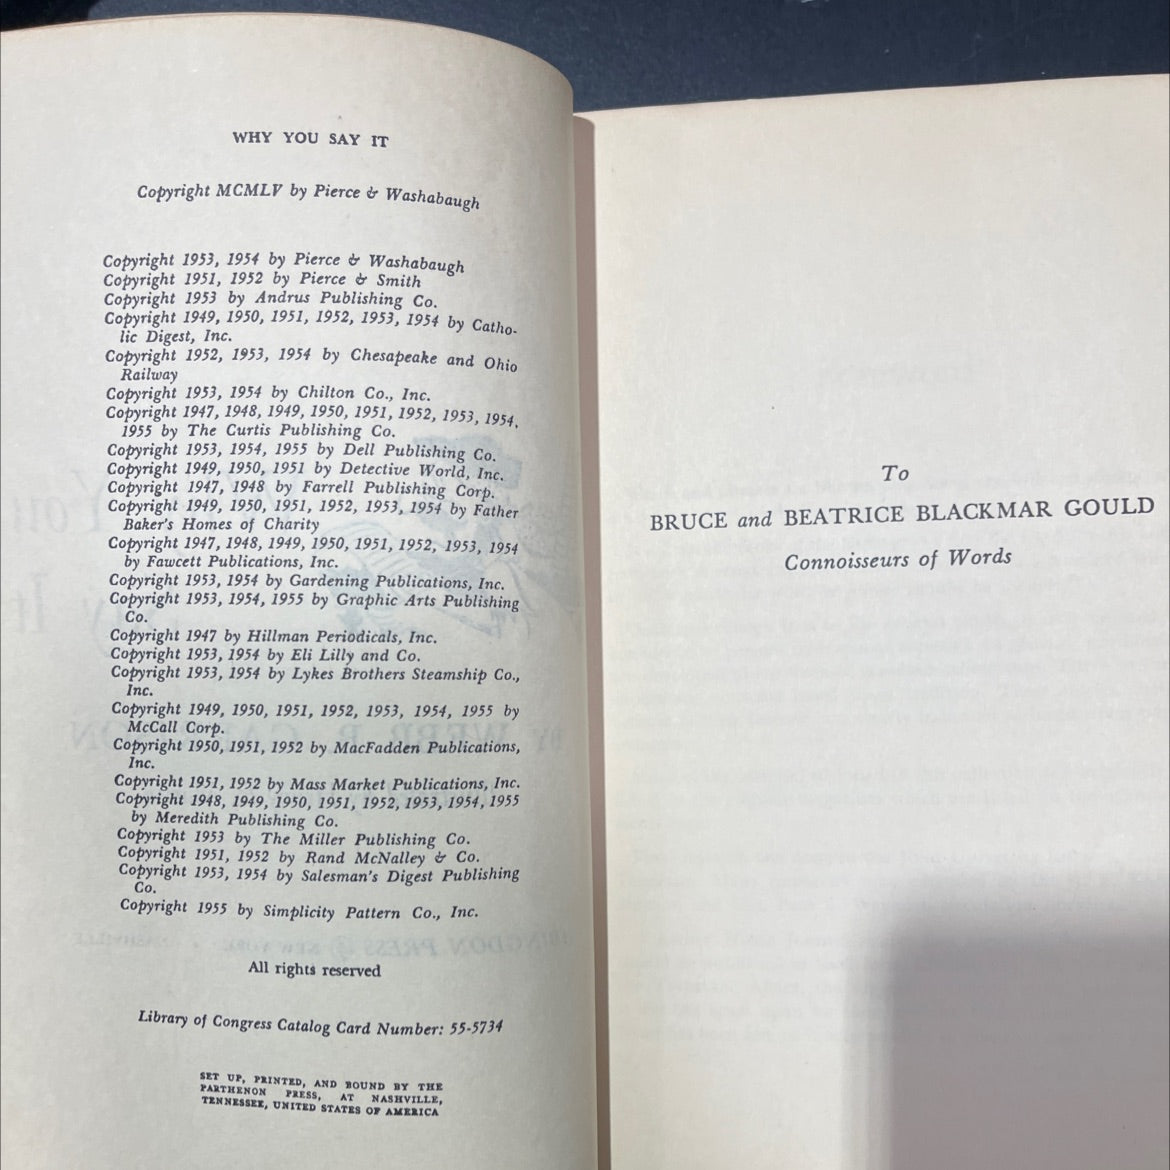 WHY YOU SAY IT
Copyright MCMLV by Pierce & Washabaugh
Copyright 1953, 1954 by Pierce & Washabaugh
Copyright 1951, 1952 by Pierce & Smith
Copyright 1953 by Andrus Publishing Co.
Copyright 1949, 1950, 1951, 1952, 1953, 1954 by Catho-
lic Digest, Inc.
Copyright 1952, 1953, 1954 by Chesapeake and Ohio
Railway
Copyright 1953, 1954 by Chilton Co., Inc.
Copyright 1947, 1948, 1949, 1950, 1951, 1952, 1953, 1954,
1955 by The Curtis Publishing Co.
Copyright 1953, 1954, 1955 by Dell Publishing Co.
Copyright 1949, 1950, 1951 by Detective World, Inc.
Copyright 1947, 1948 by Farrell Publishing Corp.
Copyright 1949, 1950, 1951, 1952, 1953, 1954 by Father
Baker's Homes of Charity
Copyright 1947, 1948, 1949, 1950, 1951, 1952, 1953, 1954
by Fawcett Publications, Inc.
Copyright 1953, 1954 by Gardening Publications, Inc.
Copyright 1953, 1954, 1955 by Graphic Arts Publishing
Co.
Copyright 1947 by Hillman Periodicals, Inc.
Copyright 1953, 1954 by Eli Lilly and Co.
Copyright 1953, 1954 by Lykes Brothers Steamship Co.,
Inc.
Copyright 1949, 1950, 1951, 1952, 1953, 1954, 1955 by
McCall Corp.
Copyright 1950, 1951, 1952 by MacFadden Publications,
Inc.
Copyright 1951, 1952 by Mass Market Publications, Inc.
Copyright 1948, 1949, 1950, 1951, 1952, 1953, 1954, 1955
by Meredith Publishing Co.
Copyright 1953 by The Miller Publishing Co.
Copyright 1951, 1952 by Rand McNalley & Co.
Copyright 1953, 1954 by Salesman's Digest Publishing
Co.
Copyright 1955 by Simplicity Pattern Co., Inc.
All rights reserved
Library of Congress Catalog Card Number: 55-5734
SET UP, PRINTED, AND BOUND BY THE
PARTHENON PRESS, AT NASHVILLE,
TENNESSEE, UNITED STATES OF AMERICA
To
BRUCE and BEATRICE BLACKMAR GOULD
Connoisseurs of Words